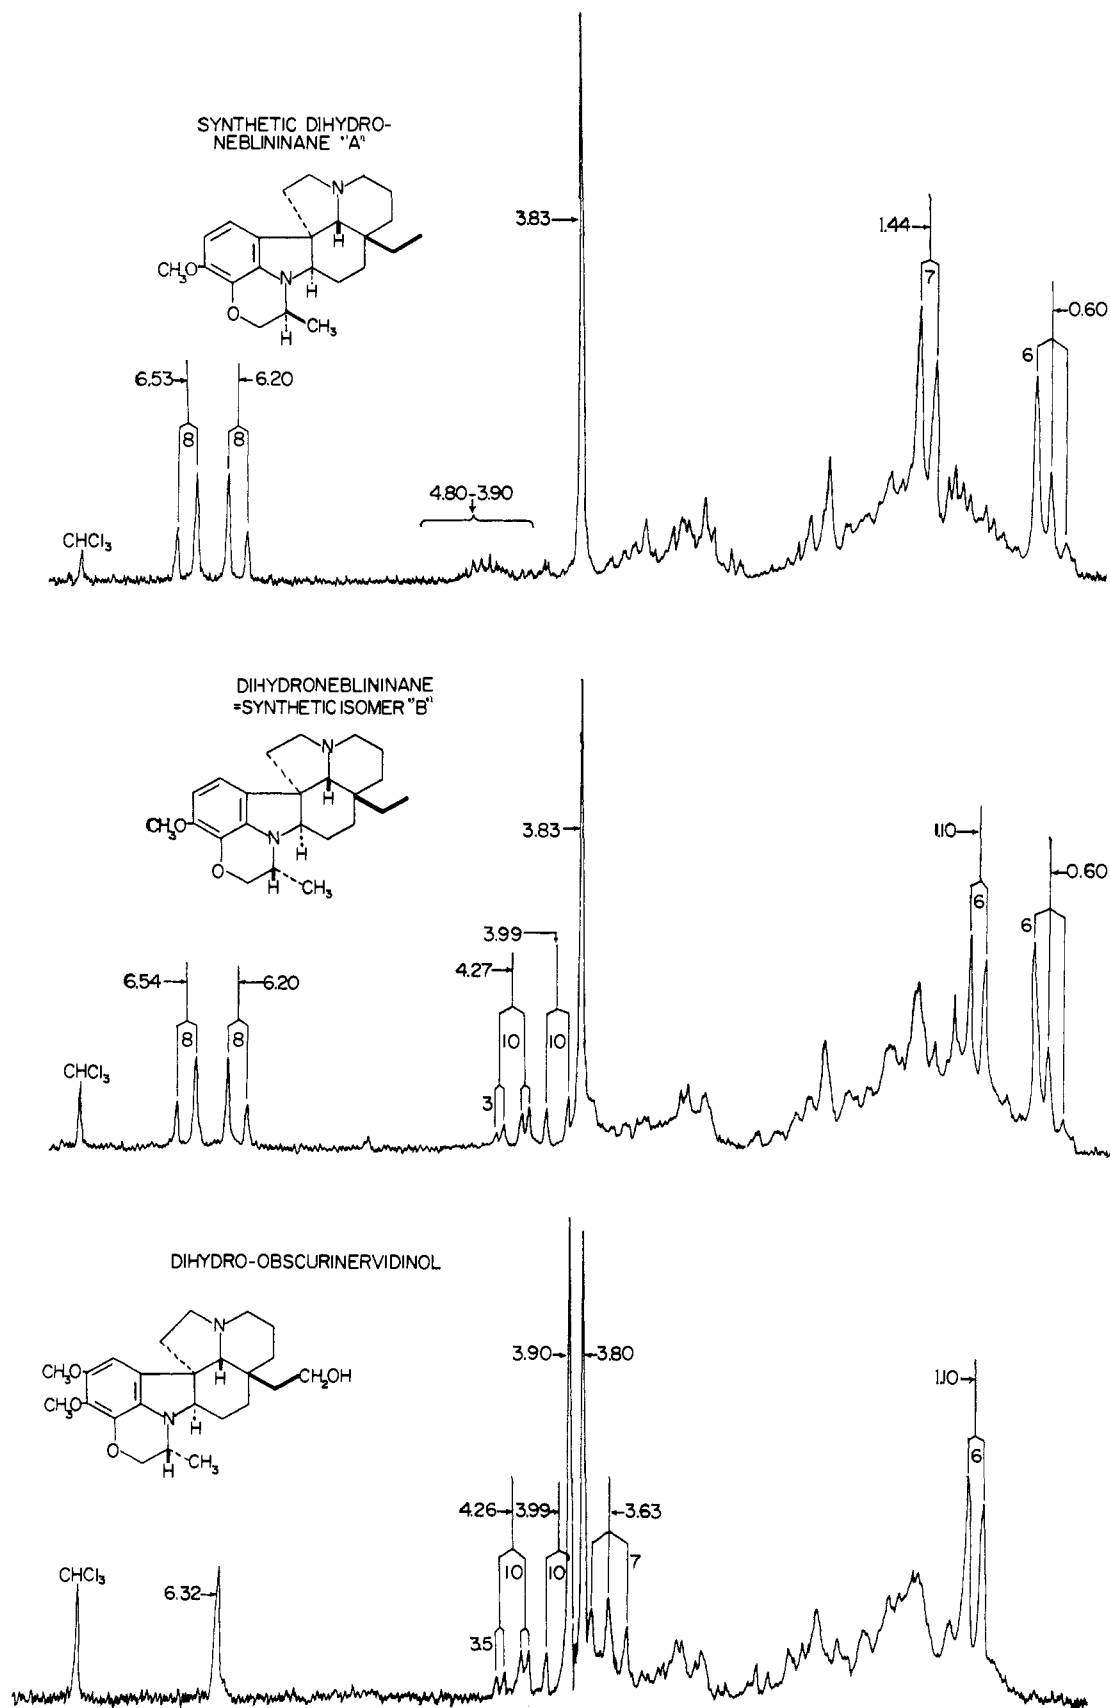 SYNTHETIC DIHYDRO-
NEBLININANE "A"
N
H
CH₃O
N
H
O
CH₃
H
3.83
1.44
7
0.60
6
6.53
6.20
8
8
4.80-3.90
CHCl₃
DIHYDRONEBLININANE
=SYNTHETIC ISOMER "B"
N
H
CH₃O
N
H
O
H
CH₃
3.83
1.10
6
0.60
6
3.99
4.27
6.54
6.20
8
8
10
10
3
CHCl₃
DIHYDRO-OBSCURINERVIDINOL
N
H
CH₂OH
CH₃O
CH₃O
N
H
O
H
CH₃
3.90
3.80
1.10
6
4.26
3.99
3.63
10
10
7
3.5
CHCl₃
6.32